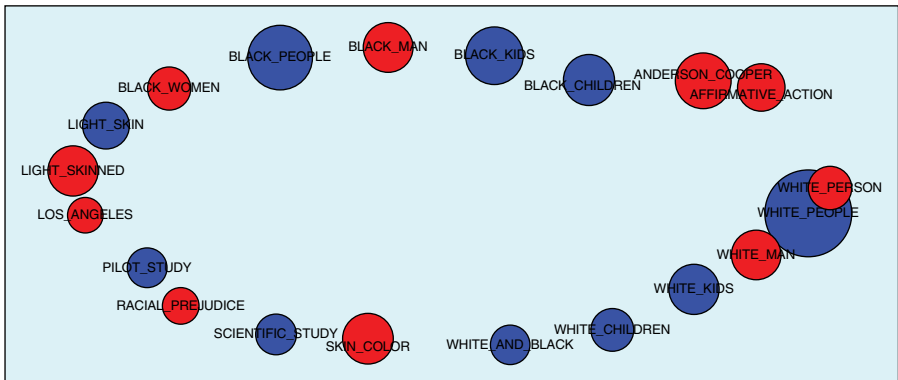 BLACK_MAN
BLACK_PEOPLE
BLACK_KIDS
ANDERSON_COOPER
BLACK_CHILDREN
BLACK_WOMEN
AFFIRMATIVE_ACTION
LIGHT_SKIN
LIGHT_SKINNED
WHITE_PERSON
LOS_ANGELES
WHITE_PEOPLE
WHITE_MAN
PILOT_STUDY
WHITE_KIDS
RACIAL_PREJUDICE
WHITE_CHILDREN
SCIENTIFIC_STUDY
WHITE_AND_BLACK
SKIN_COLOR